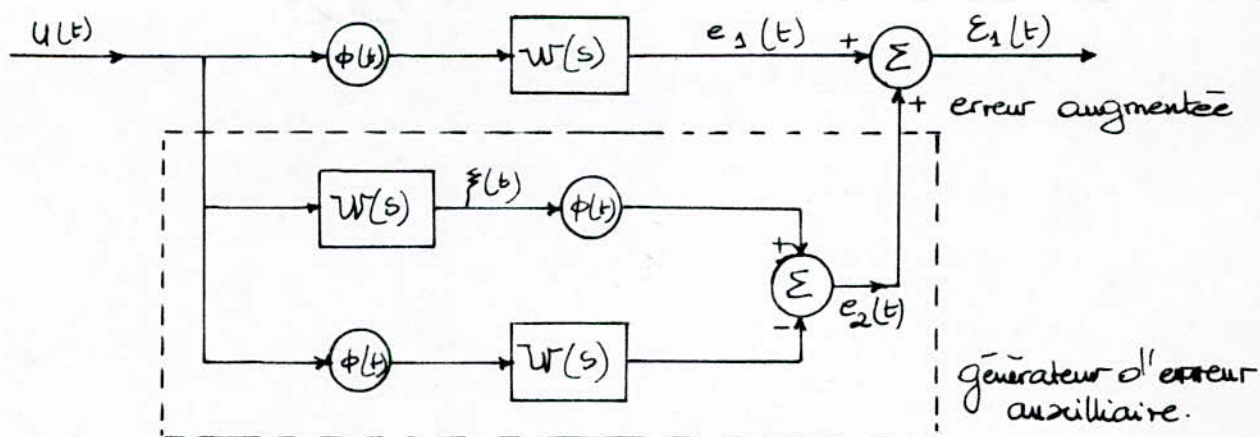 u(t)
ϕ(t)
W(s)
e₁(t)
+
Σ
ε₁(t)
+
erreur augmentée
W(s)
ξ(t)
ϕ(t)
+
Σ
-
e₂(t)
ϕ(t)
W(s)
générateur d'erreur
auxilliaire.